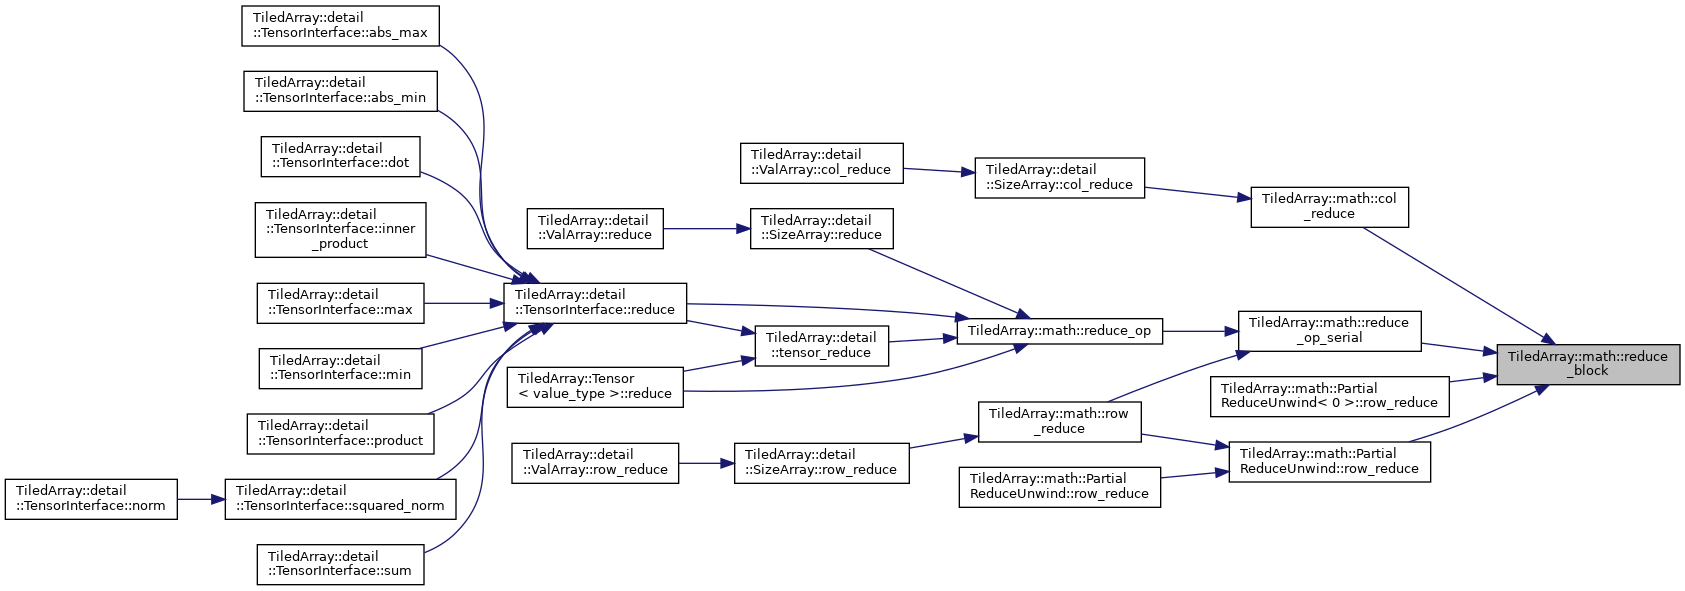 TiledArray::detail
::TensorInterface::abs_max
TiledArray::detail
::TensorInterface::abs_min
TiledArray::detail
::TensorInterface::dot
TiledArray::detail
::TensorInterface::inner
_product
TiledArray::detail
::TensorInterface::max
TiledArray::detail
::TensorInterface::min
TiledArray::detail
::TensorInterface::product
TiledArray::detail
::TensorInterface::norm
TiledArray::detail
::TensorInterface::squared_norm
TiledArray::detail
::TensorInterface::sum
TiledArray::detail
::ValArray::reduce
TiledArray::detail
::TensorInterface::reduce
TiledArray::Tensor
< value_type >::reduce
TiledArray::detail
::ValArray::row_reduce
TiledArray::detail
::ValArray::col_reduce
TiledArray::detail
::SizeArray::reduce
TiledArray::detail
::tensor_reduce
TiledArray::detail
::SizeArray::row_reduce
TiledArray::detail
::SizeArray::col_reduce
TiledArray::math::reduce_op
TiledArray::math::row
_reduce
TiledArray::math::Partial
ReduceUnwind::row_reduce
TiledArray::math::col
_reduce
TiledArray::math::reduce
_op_serial
TiledArray::math::Partial
ReduceUnwind< 0 >::row_reduce
TiledArray::math::Partial
ReduceUnwind::row_reduce
TiledArray::math::reduce
_block